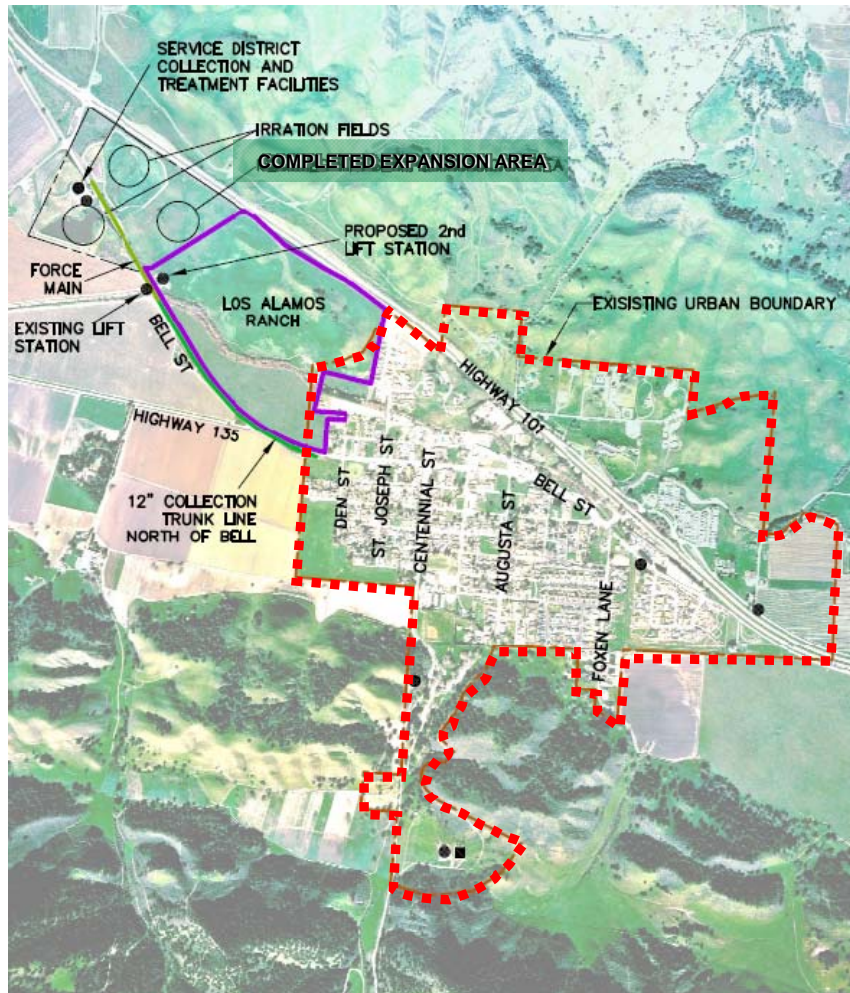 SERVICE DISTRICT
COLLECTION AND
TREATMENT FACILITIES
IRRATION FIELDS
COMPLETED EXPANSION AREA
PROPOSED 2nd
LIFT STATION
FORCE
MAIN
LOS ALAMOS
RANCH
EXISISTING URBAN BOUNDARY
EXISTING LIFT
STATION
BELL ST
HIGHWAY 101
HIGHWAY 135
BELL ST
12" COLLECTION
TRUNK LINE
NORTH OF BELL
DEN ST
ST JOSEPH ST
CENTENNIAL ST
AUGUSTA ST
FOXEN LANE